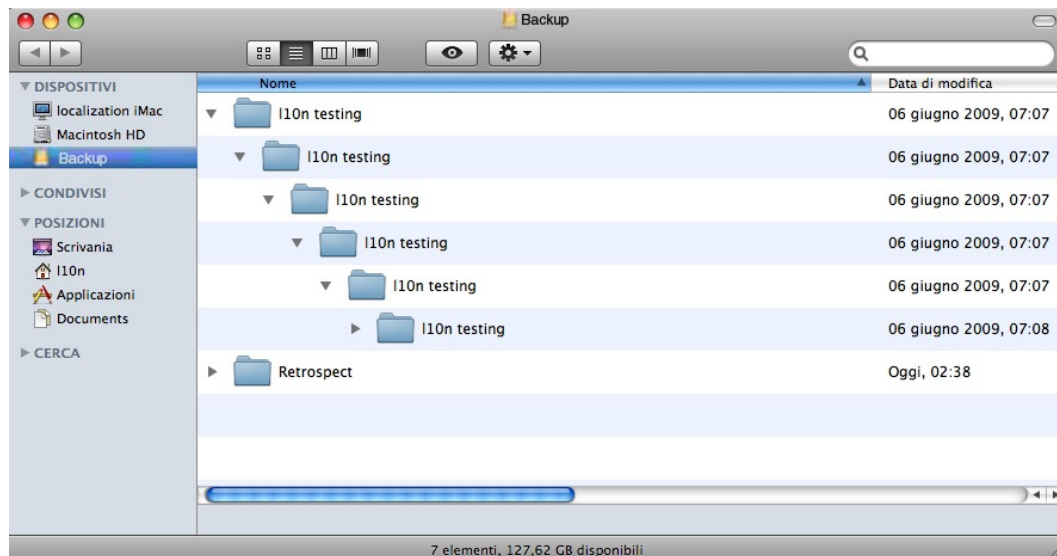 Backup
Nome
Data di modifica
DISPOSITIVI
localization iMac
Macintosh HD
Backup
CONDIVISI
POSIZIONI
Scrivania
l10n
Applicazioni
Documents
CERCA
l10n testing 06 giugno 2009, 07:07
l10n testing 06 giugno 2009, 07:07
l10n testing 06 giugno 2009, 07:07
l10n testing 06 giugno 2009, 07:07
l10n testing 06 giugno 2009, 07:07
l10n testing 06 giugno 2009, 07:08
Retrospect Oggi, 02:38
7 elementi, 127,62 GB disponibili